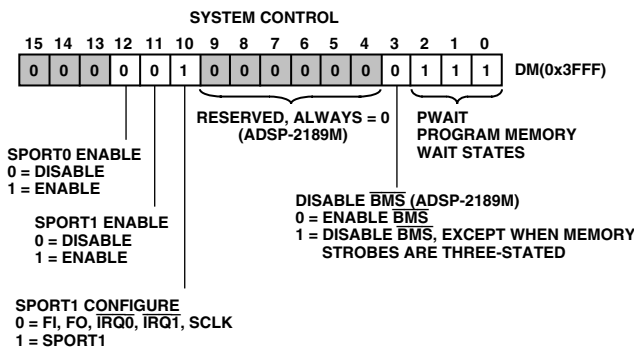 SYSTEM CONTROL
15 14 13 12 11 10 9 8 7 6 5 4 3 2 1 0
0 0 0 0 0 1 0 0 0 0 0 0 0 1 1 1 DM(0x3FFF)
RESERVED, ALWAYS = 0
(ADSP-2189M)
PWAIT
PROGRAM MEMORY
WAIT STATES
SPORT0 ENABLE
0 = DISABLE
1 = ENABLE
DISABLE BMS (ADSP-2189M)
0 = ENABLE BMS
1 = DISABLE BMS, EXCEPT WHEN MEMORY
STROBES ARE THREE-STATED
SPORT1 ENABLE
0 = DISABLE
1 = ENABLE
SPORT1 CONFIGURE
0 = FI, FO, IRQ0, IRQ1, SCLK
1 = SPORT1